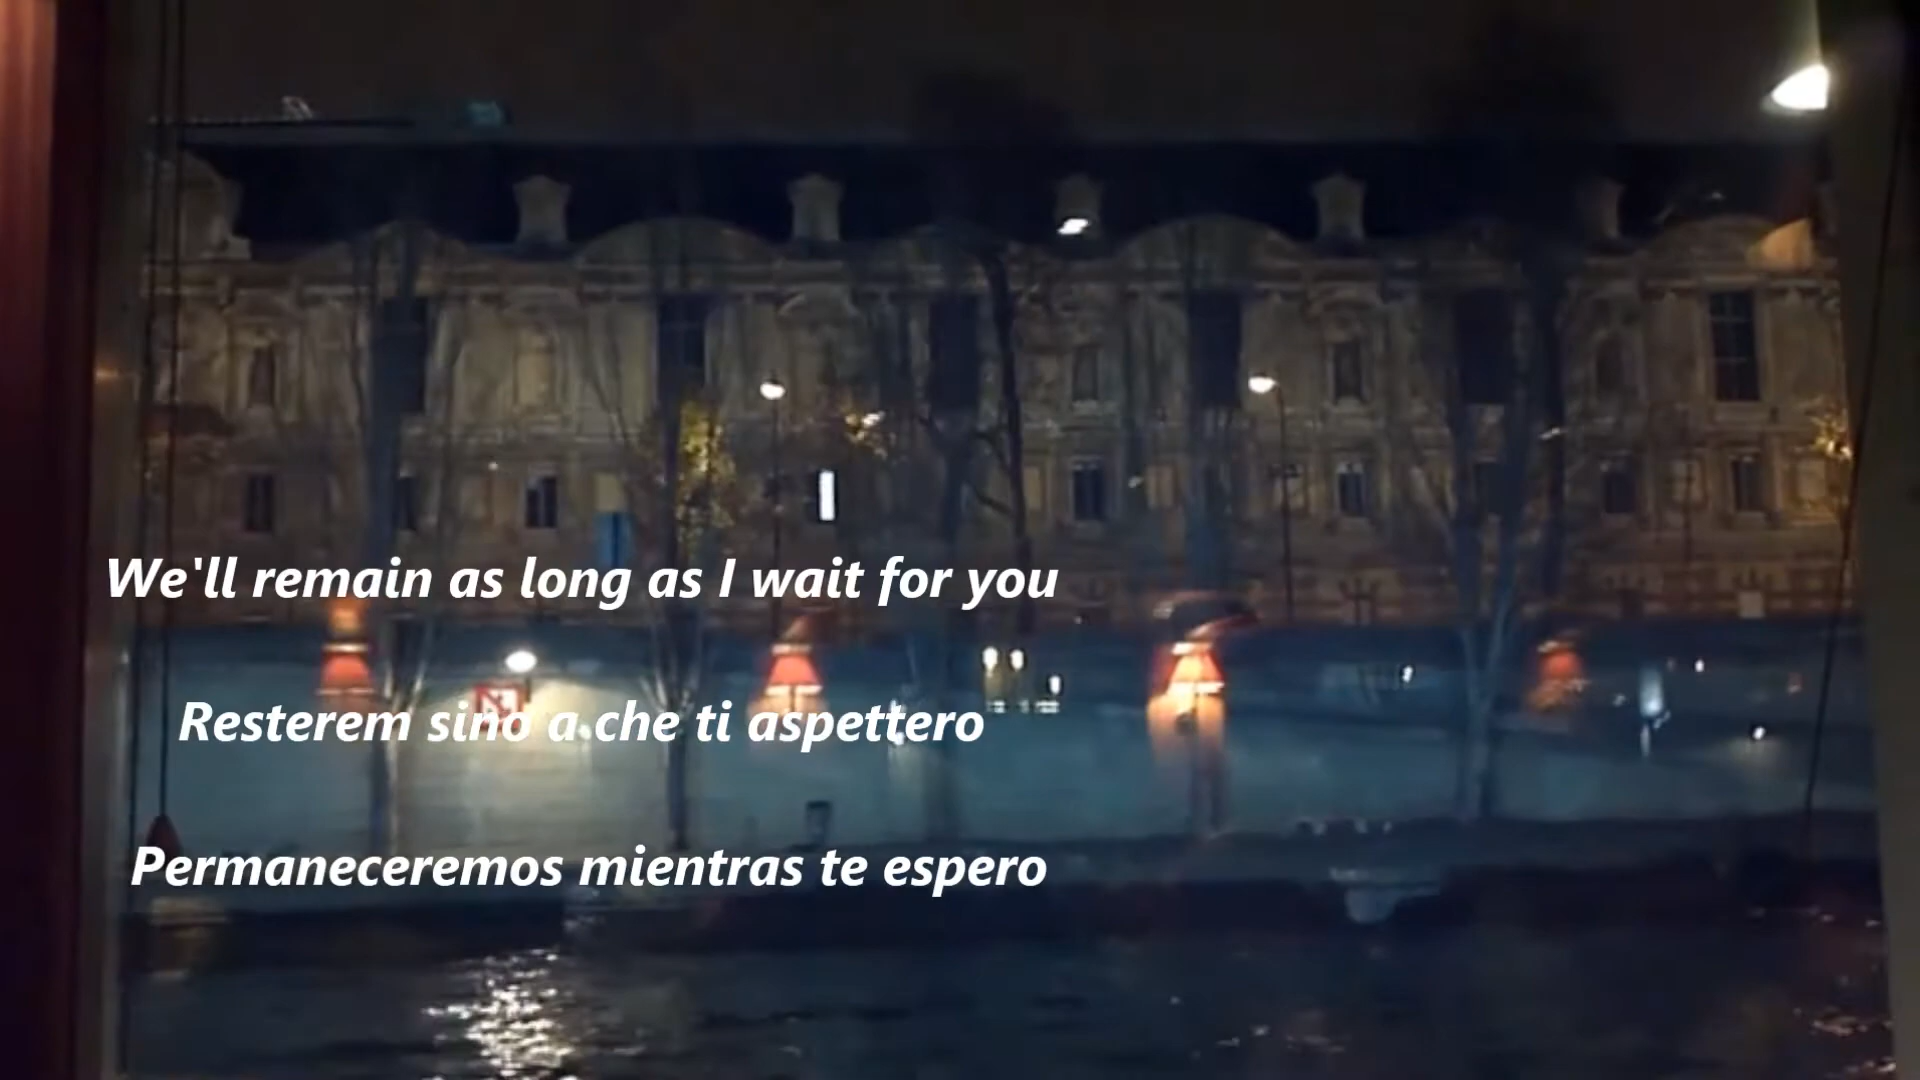 We'll remain as long as I wait for you
Resterem sino a che ti aspettero
Permaneceremos mientras te espero